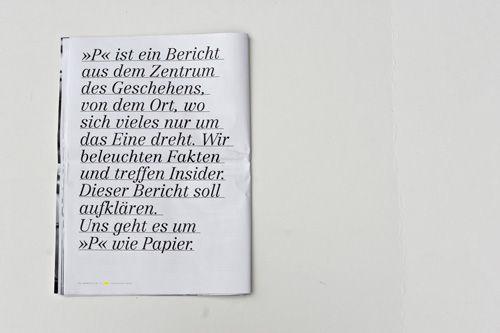 »P« ist ein Bericht
aus dem Zentrum
des Geschehens,
von dem Ort, wo
sich vieles nur um
das Eine dreht. Wir
beleuchten Fakten
und treffen Insider.
Dieser Bericht soll
aufklären.
Uns geht es um
»P« wie Papier.